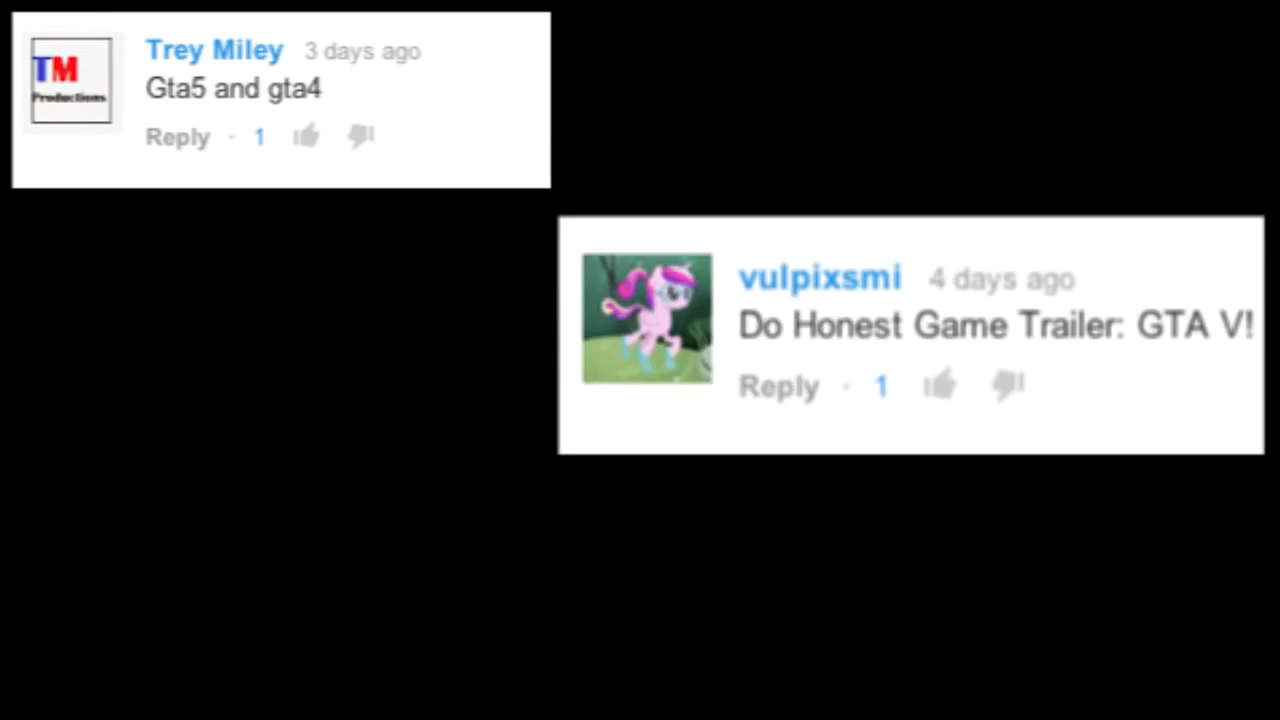 TM
Productions
Trey Miley 3 days ago
Gta5 and gta4
Reply · 1
vulpixsmi 4 days ago
Do Honest Game Trailer: GTA V!
Reply · 1